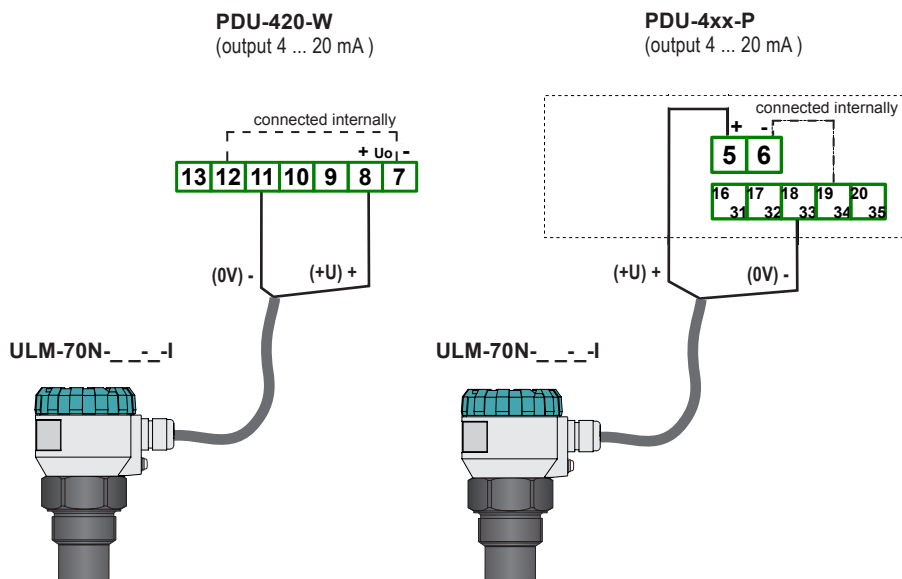 PDU-420-W
(output 4 ... 20 mA )
connected internally
+ Uo -
13 12 11 10 9 8 7
(0V) -
(+U) +
ULM-70N-_ _-_-I
PDU-4xx-P
(output 4 ... 20 mA )
connected internally
+ -
5 6
16 17 18 19 20
31 32 33 34 35
(+U) +
(0V) -
ULM-70N-_ _-_-I